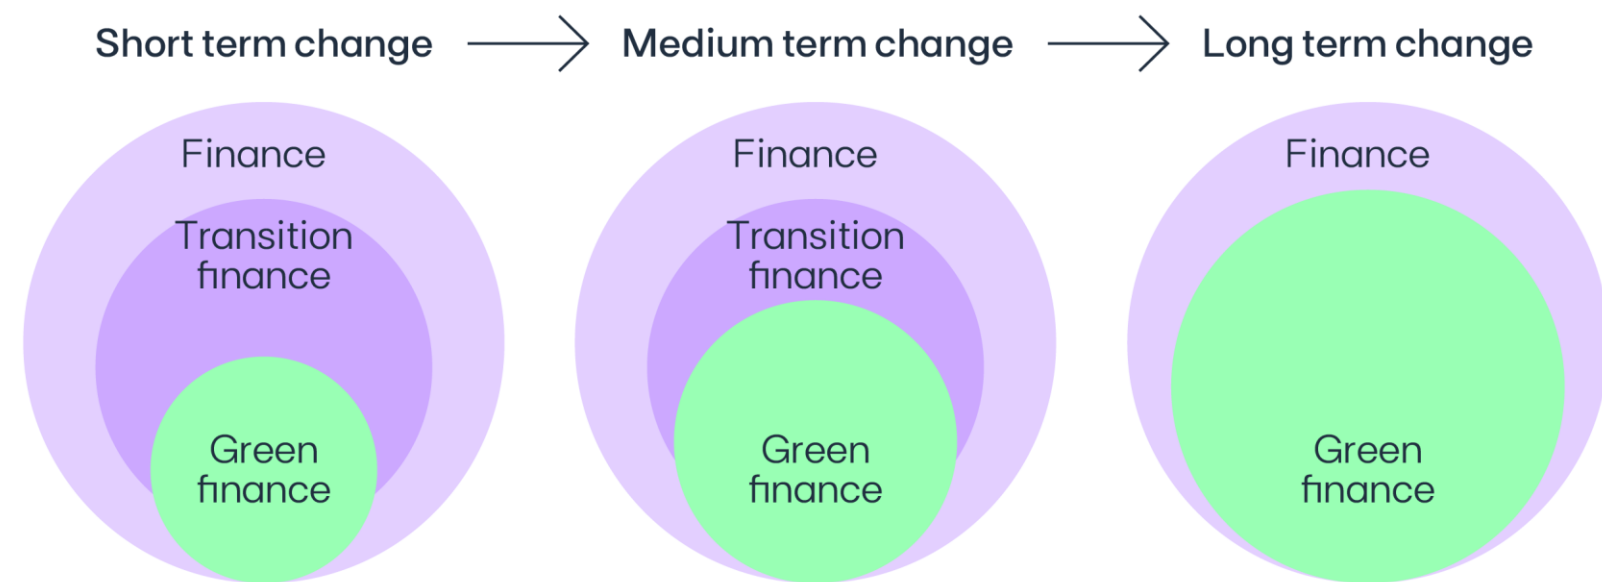 Short term change
Medium term change
Long term change
Finance
Transition
finance
Green
finance
Finance
Transition
finance
Green
finance
Finance
Green
finance